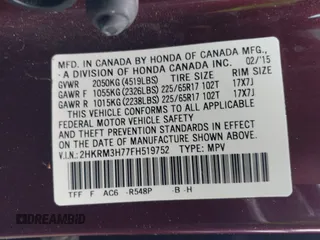 MFD. IN CANADA BY HONDA OF CANADA MFG.,
- A DIVISION OF HONDA CANADA INC. 02/'15
GVWR 2050KG (4519LBS) TIRE SIZE RIM SIZE
GAWR F 1055KG (2326LBS) 225/65R17 102T 17X7J
GAWR R 1015KG (2238LBS) 225/65R17 102T 17X7J
THIS VEHICLE CONFORMS TO ALL APPLICABLE
FEDERAL MOTOR VEHICLE SAFETY
STANDARDS IN EFFECT ON THE DATE OF
MANUFACTURE SHOWN ABOVE.
V.I.N.: 2HKRM3H77FH519752 TYPE: MPV
TFF F AC6 -R548P -B -H
DREAMBID